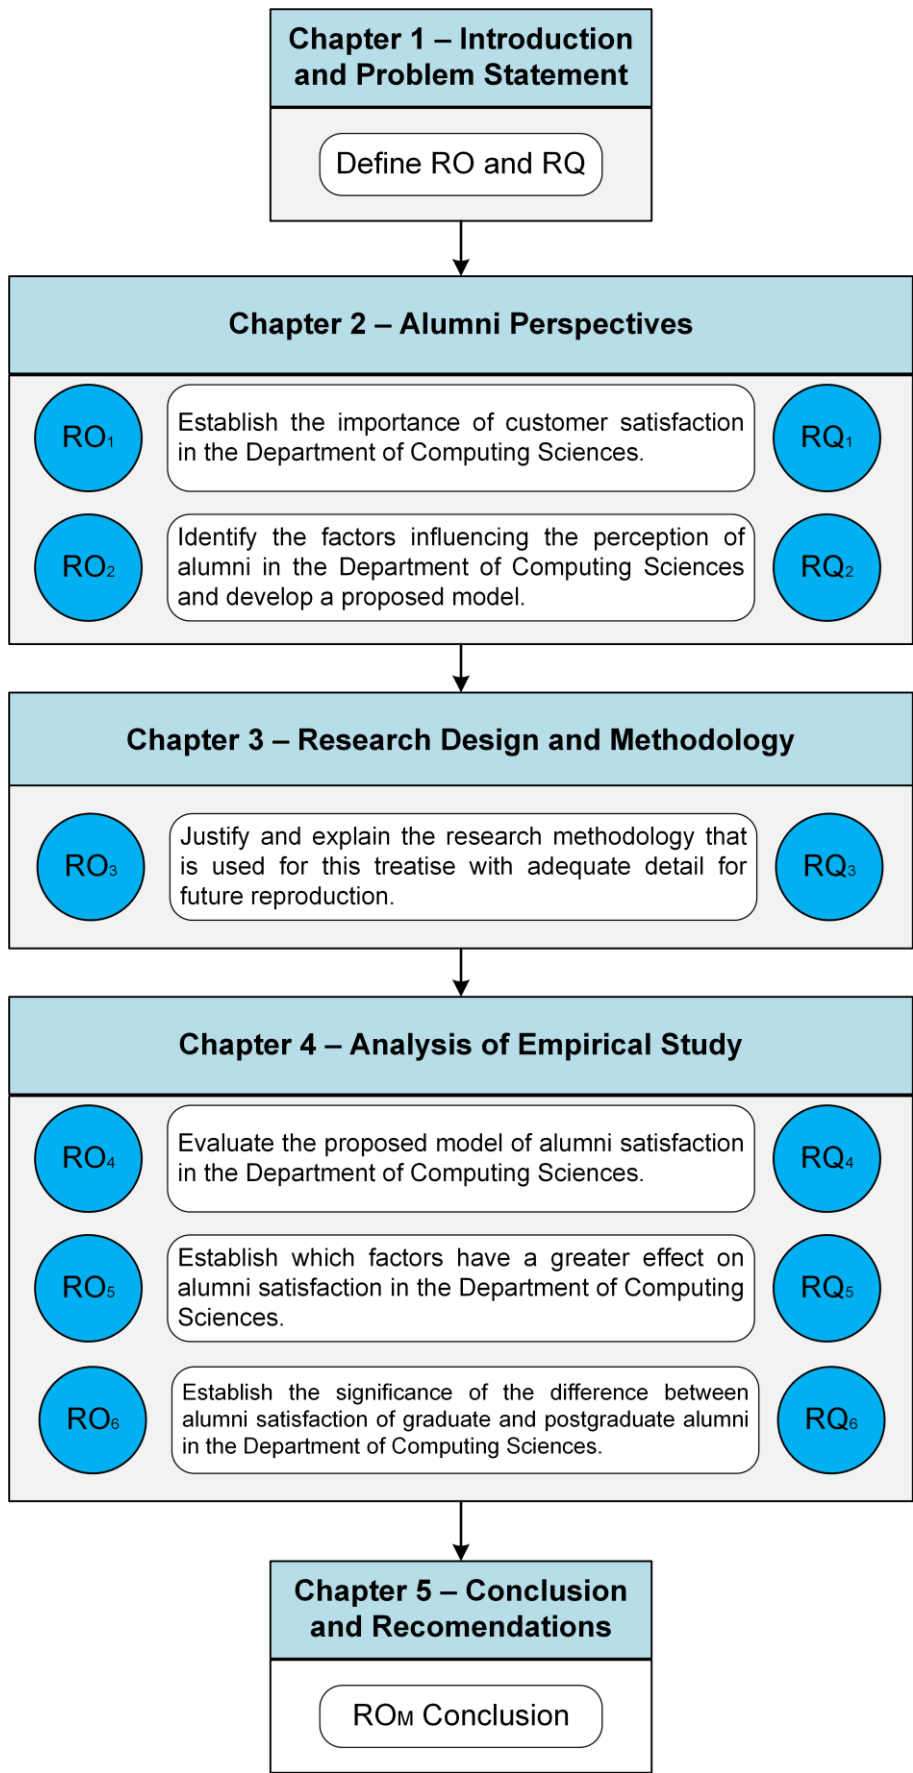 Chapter 1 – Introduction
and Problem Statement
Define RO and RQ
Chapter 2 – Alumni Perspectives
RO₁
Establish the importance of customer satisfaction
in the Department of Computing Sciences.
RQ₁
RO₂
Identify the factors influencing the perception of
alumni in the Department of Computing Sciences
and develop a proposed model.
RQ₂
Chapter 3 – Research Design and Methodology
RO₃
Justify and explain the research methodology that
is used for this treatise with adequate detail for
future reproduction.
RQ₃
Chapter 4 – Analysis of Empirical Study
RO₄
Evaluate the proposed model of alumni satisfaction
in the Department of Computing Sciences.
RQ₄
RO₅
Establish which factors have a greater effect on
alumni satisfaction in the Department of Computing
Sciences.
RQ₅
RO₆
Establish the significance of the difference between
alumni satisfaction of graduate and postgraduate alumni
in the Department of Computing Sciences.
RQ₆
Chapter 5 – Conclusion
and Recomendations
ROM Conclusion